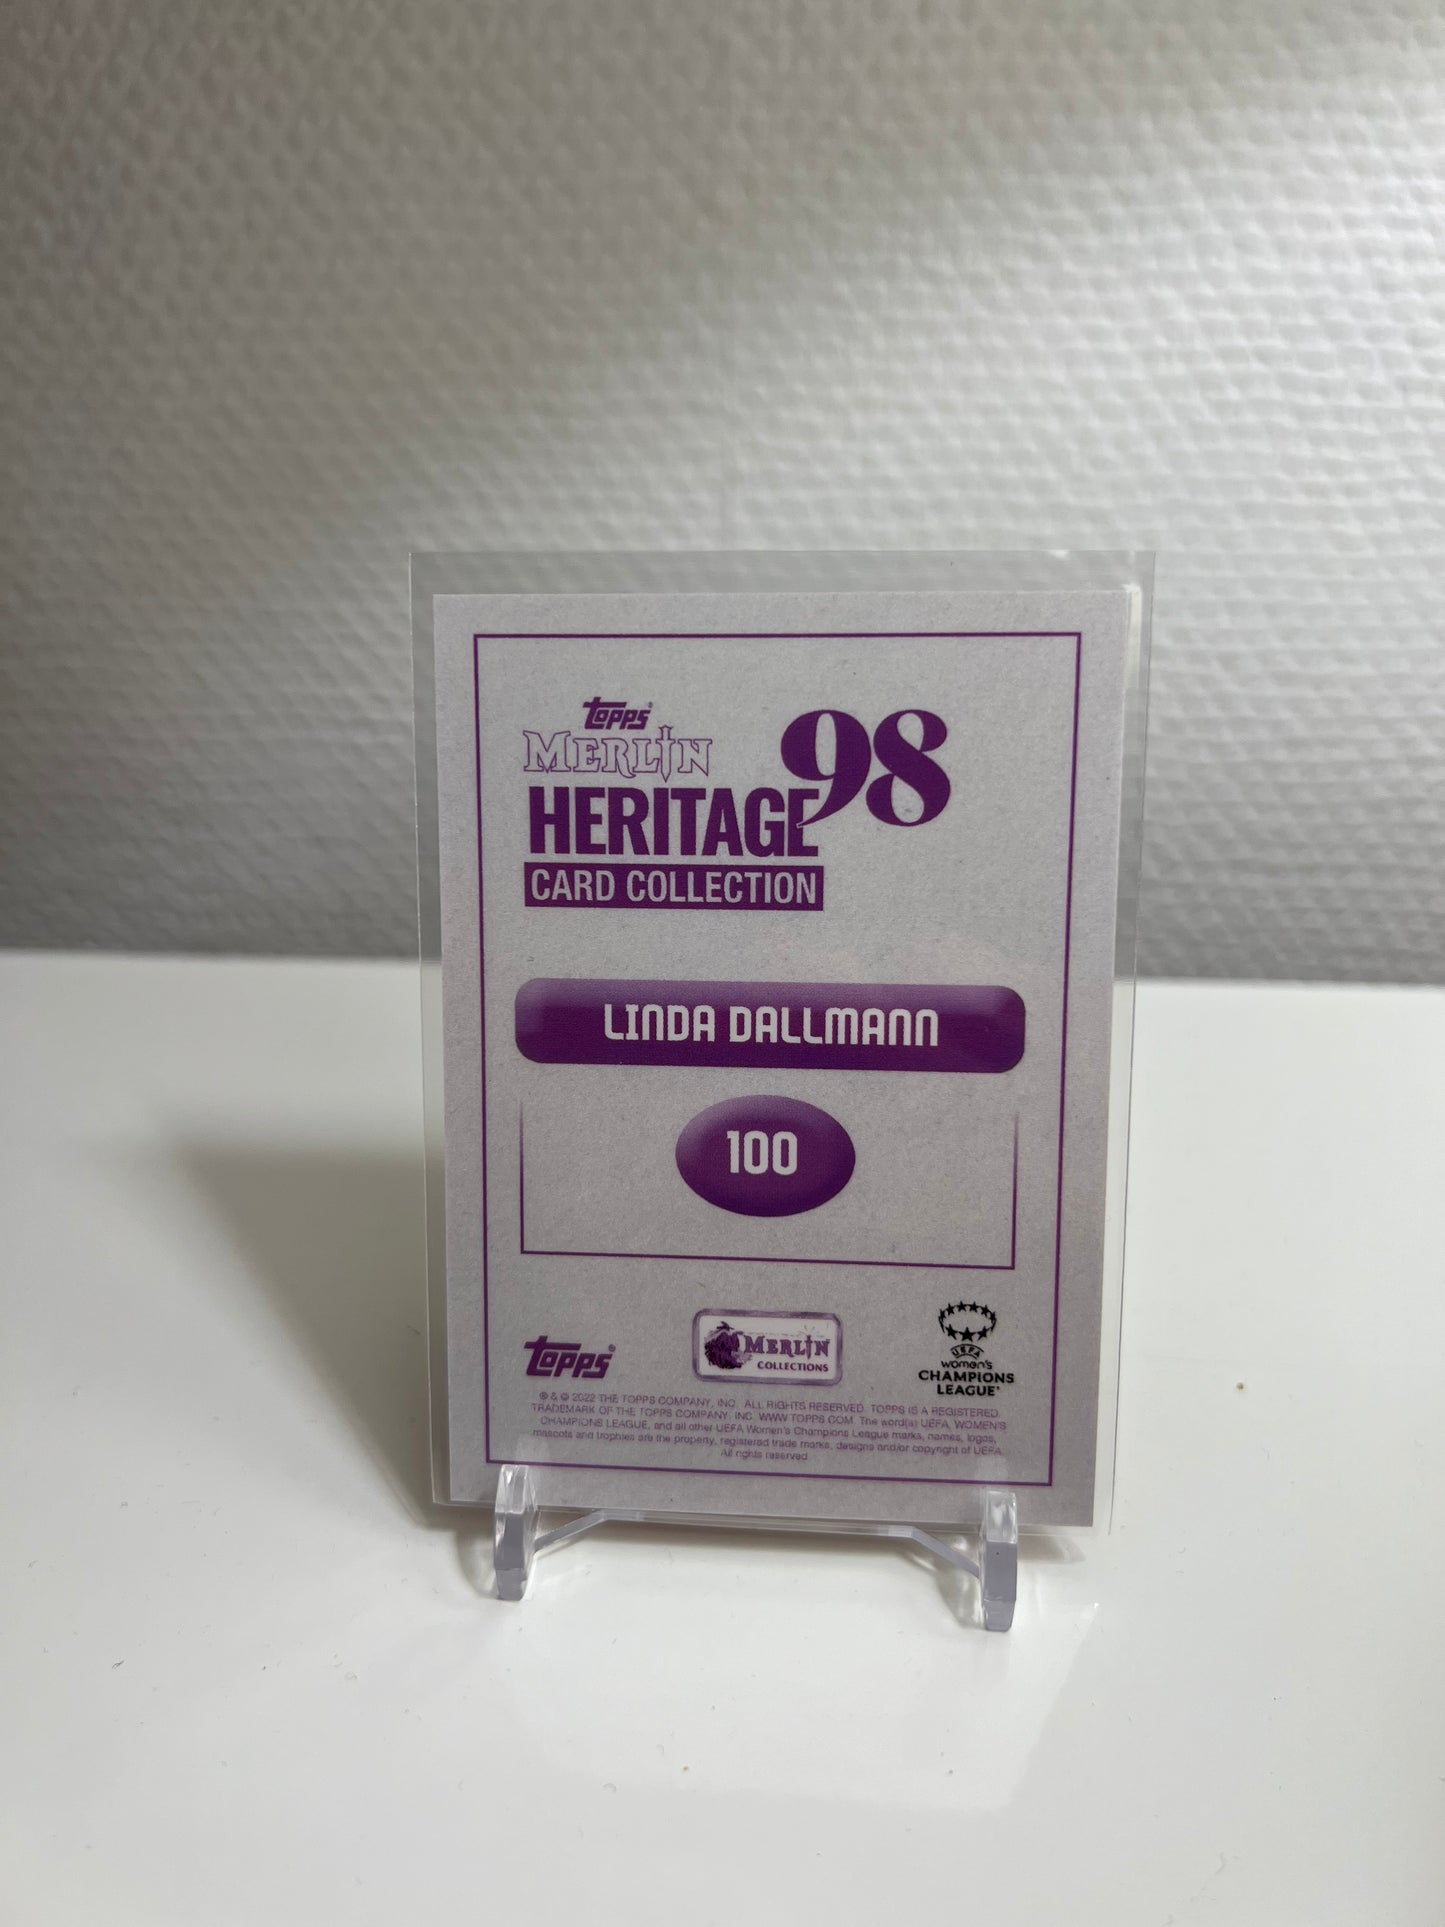 topps
MERLIN
HERITAGE 98
CARD COLLECTION
LINDA DALLMANN
100
topps
MERLIN
COLLECTIONS
UEFA
women's
CHAMPIONS
LEAGUE
® & © 2022 THE TOPPS COMPANY, INC. ALL RIGHTS RESERVED. TOPPS IS A REGISTERED
TRADEMARK OF THE TOPPS COMPANY, INC. WWW.TOPPS.COM. The word(s) UEFA, WOMEN'S
CHAMPIONS LEAGUE, and all other UEFA Women's Champions League marks, names, logos,
mascots and trophies are the property, registered trade marks, designs and/or copyright of UEFA.
All rights reserved.